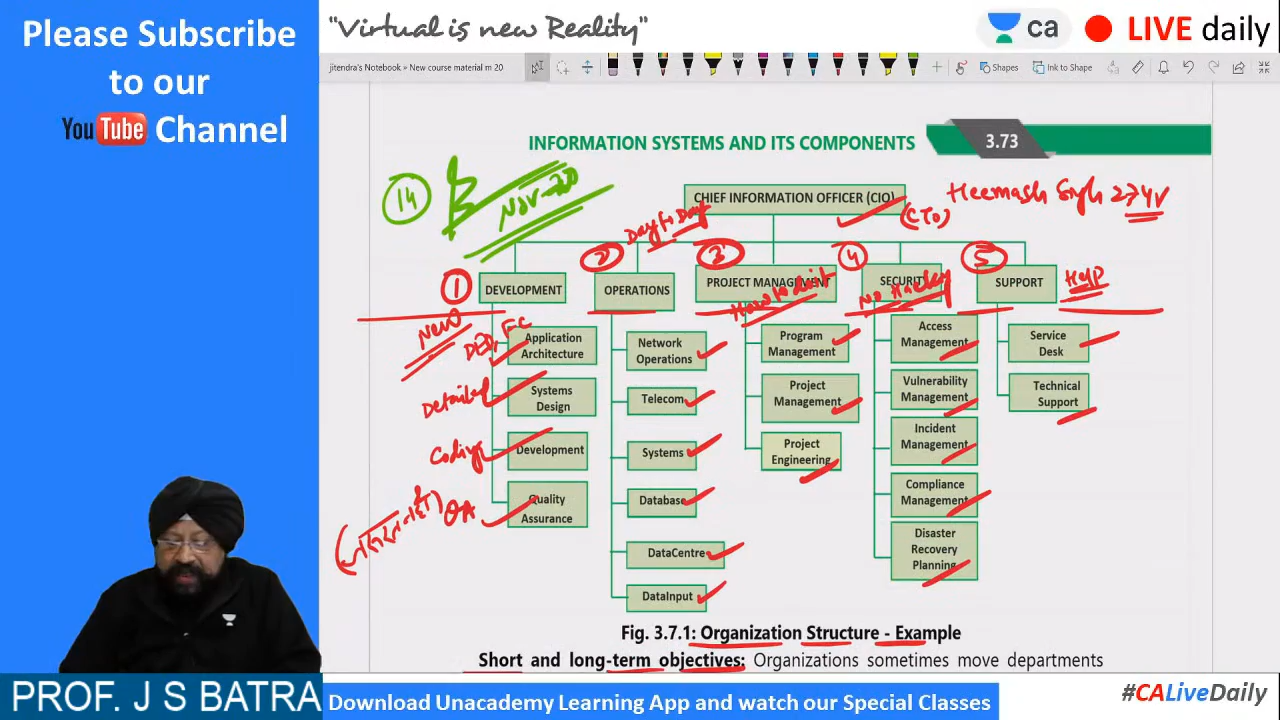 Please Subscribe
to our
YouTube Channel
"Virtual is new Reality"
ca LIVE daily
jitendra's Notebook > New course material m 20
Shapes
Ink to Shape
INFORMATION SYSTEMS AND ITS COMPONENTS 3.73
14
Nov-20
CHIEF INFORMATION OFFICER (CIO)
(CTO)
Day to Day
1 DEVELOPMENT
2 OPERATIONS
3 PROJECT MANAGEMENT
4 SECURITY
5 SUPPORT
New
How to do it
No Hacking
Help
Application
Architecture
Detailed
Systems
Design
Coding
Development
QA
Quality
Assurance
Network
Operations
Telecom
Systems
Database
DataCentre
DataInput
Program
Management
Project
Management
Project
Engineering
Access
Management
Vulnerability
Management
Incident
Management
Compliance
Management
Disaster
Recovery
Planning
Service
Desk
Technical
Support
Fig. 3.7.1: Organization Structure - Example
Short and long-term objectives: Organizations sometimes move departments
PROF. J S BATRA
Download Unacademy Learning App and watch our Special Classes
#CALiveDaily